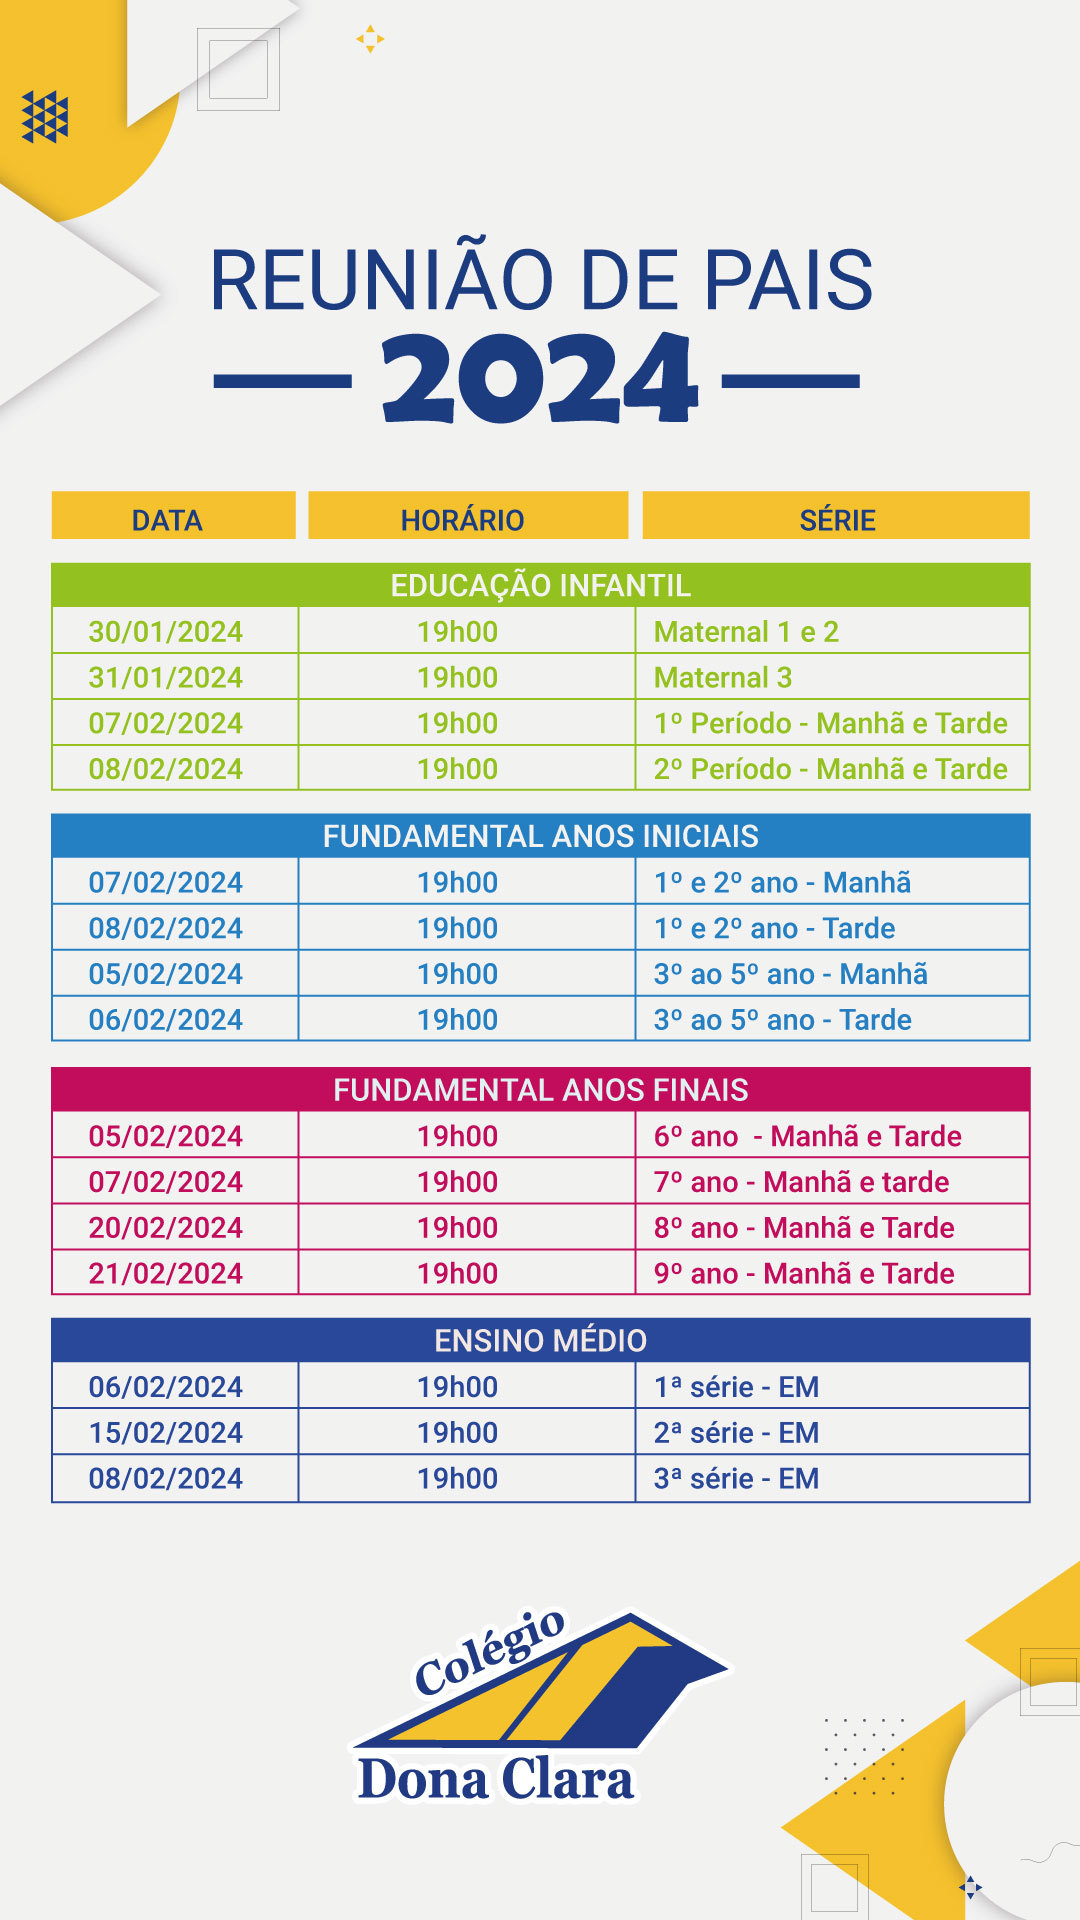 REUNIÃO DE PAIS
2024
DATA HORÁRIO SÉRIE
EDUCAÇÃO INFANTIL
30/01/2024 19h00 Maternal 1 e 2
31/01/2024 19h00 Maternal 3
07/02/2024 19h00 1º Período - Manhã e Tarde
08/02/2024 19h00 2º Período - Manhã e Tarde
FUNDAMENTAL ANOS INICIAIS
07/02/2024 19h00 1º e 2º ano - Manhã
08/02/2024 19h00 1º e 2º ano - Tarde
05/02/2024 19h00 3º ao 5º ano - Manhã
06/02/2024 19h00 3º ao 5º ano - Tarde
FUNDAMENTAL ANOS FINAIS
05/02/2024 19h00 6º ano - Manhã e Tarde
07/02/2024 19h00 7º ano - Manhã e tarde
20/02/2024 19h00 8º ano - Manhã e Tarde
21/02/2024 19h00 9º ano - Manhã e Tarde
ENSINO MÉDIO
06/02/2024 19h00 1ª série - EM
15/02/2024 19h00 2ª série - EM
08/02/2024 19h00 3ª série - EM
Colégio
Dona Clara